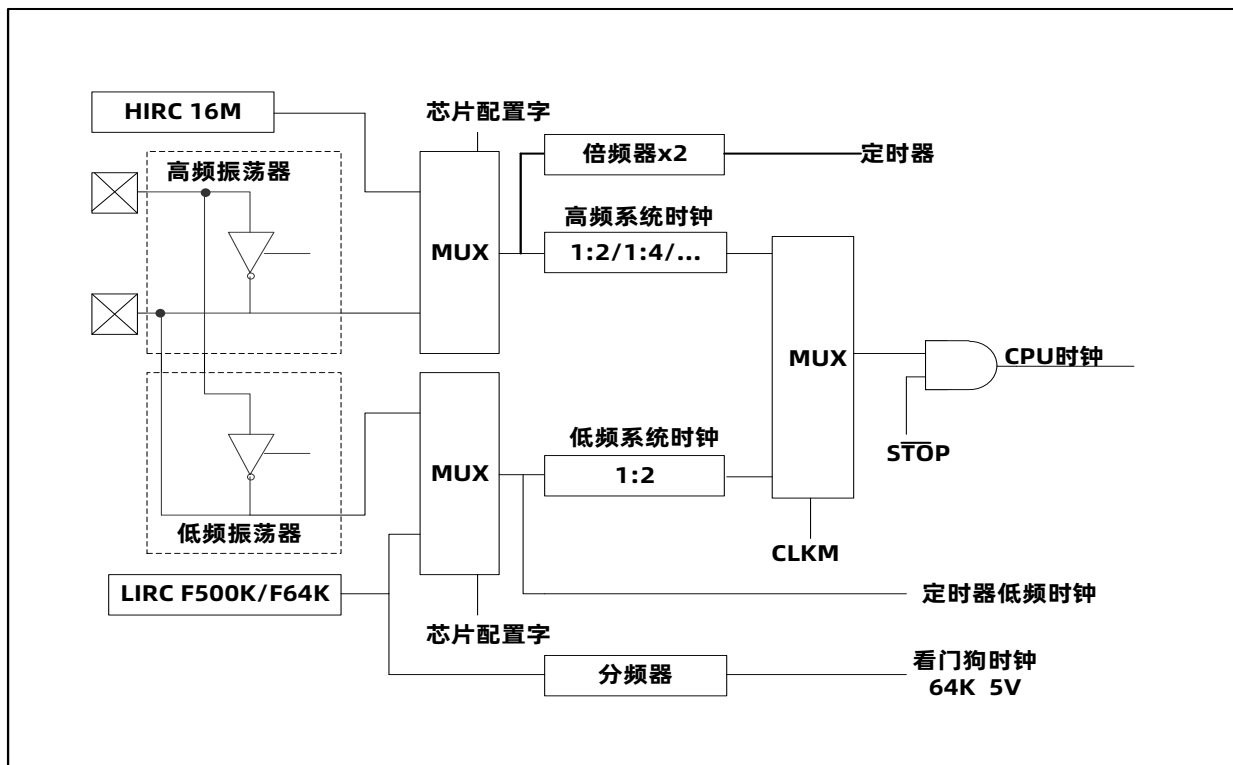 HIRC 16M
芯片配置字
倍频器x2
定时器
高频振荡器
高频系统时钟
MUX
1:2/1:4/...
MUX
CPU时钟
STOP
低频系统时钟
MUX
1:2
低频振荡器
CLKM
LIRC F500K/F64K
定时器低频时钟
芯片配置字
分频器
看门狗时钟
64K 5V